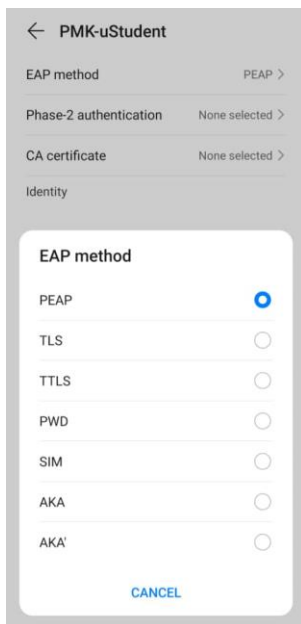 PMK-uStudent
EAP method PEAP
Phase-2 authentication None selected
CA certificate None selected
Identity
EAP method
PEAP
TLS
TTLS
PWD
SIM
AKA
AKA'
CANCEL